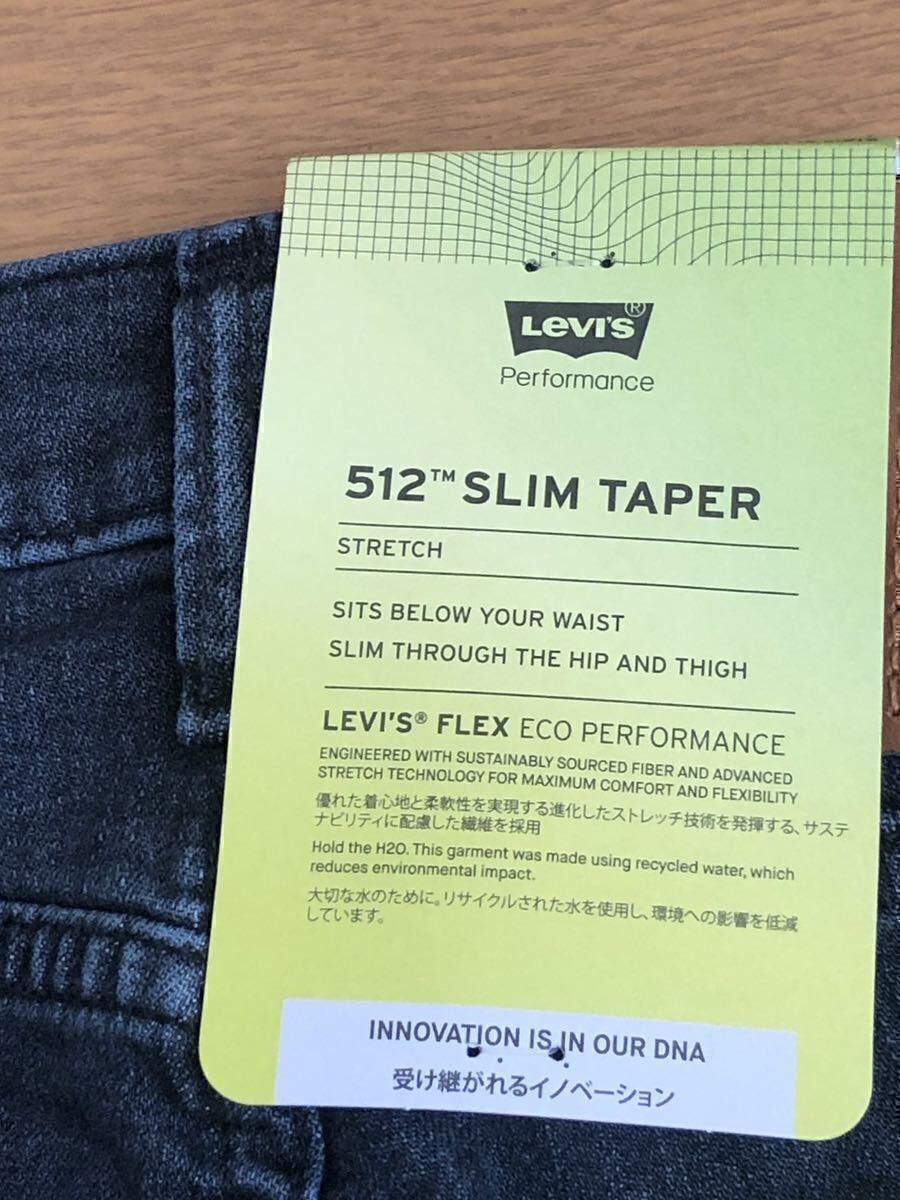 LEVI'S®
Performance
512™ SLIM TAPER
STRETCH
SITS BELOW YOUR WAIST
SLIM THROUGH THE HIP AND THIGH
LEVI'S® FLEX ECO PERFORMANCE
ENGINEERED WITH SUSTAINABLY SOURCED FIBER AND ADVANCED
STRETCH TECHNOLOGY FOR MAXIMUM COMFORT AND FLEXIBILITY
優れた着心地と柔軟性を実現する進化したストレッチ技術を発揮する、サステ
ナビリティに配慮した繊維を採用
Hold the H2O. This garment was made using recycled water, which
reduces environmental impact.
大切な水のために。リサイクルされた水を使用し、環境への影響を低減
しています。
INNOVATION IS IN OUR DNA
受け継がれるイノベーション